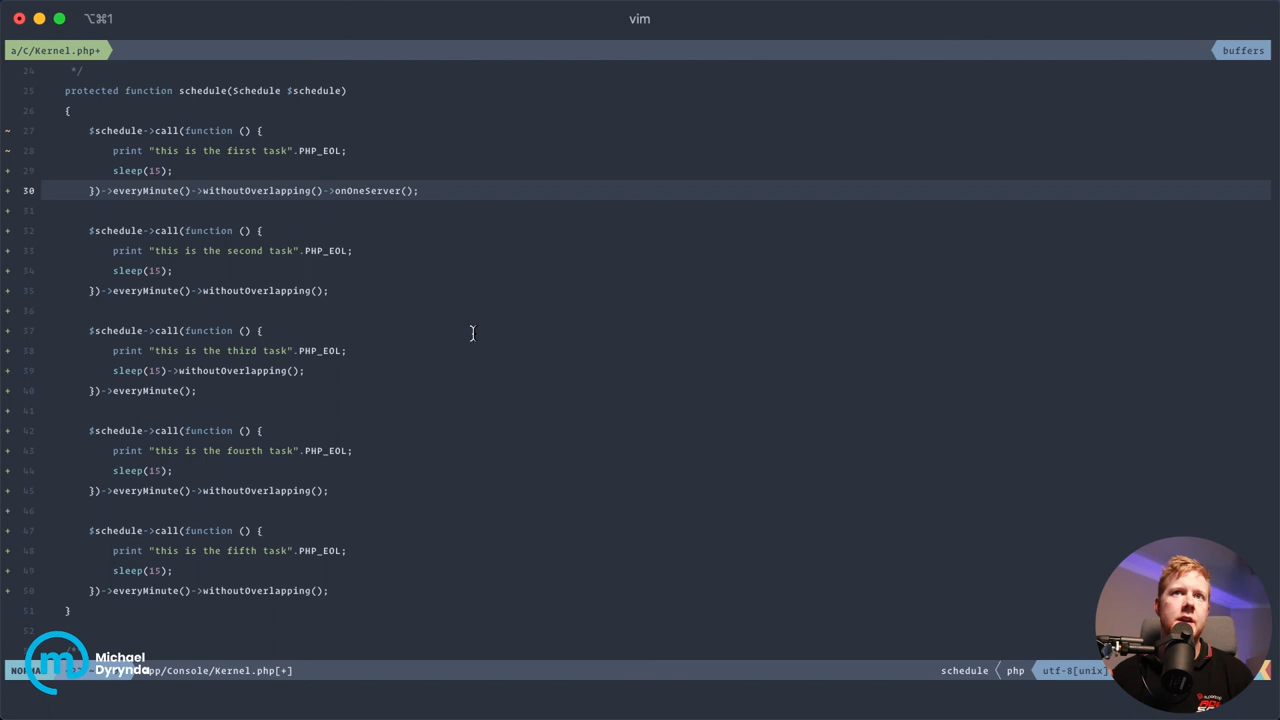 ⌥⌘1
vim
a/C/Kernel.php+
buffers
24 */
25 protected function schedule(Schedule $schedule)
26 {
~ 27 $schedule->call(function () {
~ 28 print "this is the first task".PHP_EOL;
+ 29 sleep(15);
+ 30 })->everyMinute()->withoutOverlapping()->onOneServer();
+ 31
+ 32 $schedule->call(function () {
+ 33 print "this is the second task".PHP_EOL;
+ 34 sleep(15);
+ 35 })->everyMinute()->withoutOverlapping();
+ 36
+ 37 $schedule->call(function () {
+ 38 print "this is the third task".PHP_EOL;
+ 39 sleep(15)->withoutOverlapping();
+ 40 })->everyMinute();
+ 41
+ 42 $schedule->call(function () {
+ 43 print "this is the fourth task".PHP_EOL;
+ 44 sleep(15);
+ 45 })->everyMinute()->withoutOverlapping();
+ 46
+ 47 $schedule->call(function () {
+ 48 print "this is the fifth task".PHP_EOL;
+ 49 sleep(15);
+ 50 })->everyMinute()->withoutOverlapping();
51 }
52
Michael
Dyrynda
pp/Console/Kernel.php[+]
schedule
php
utf-8[unix]